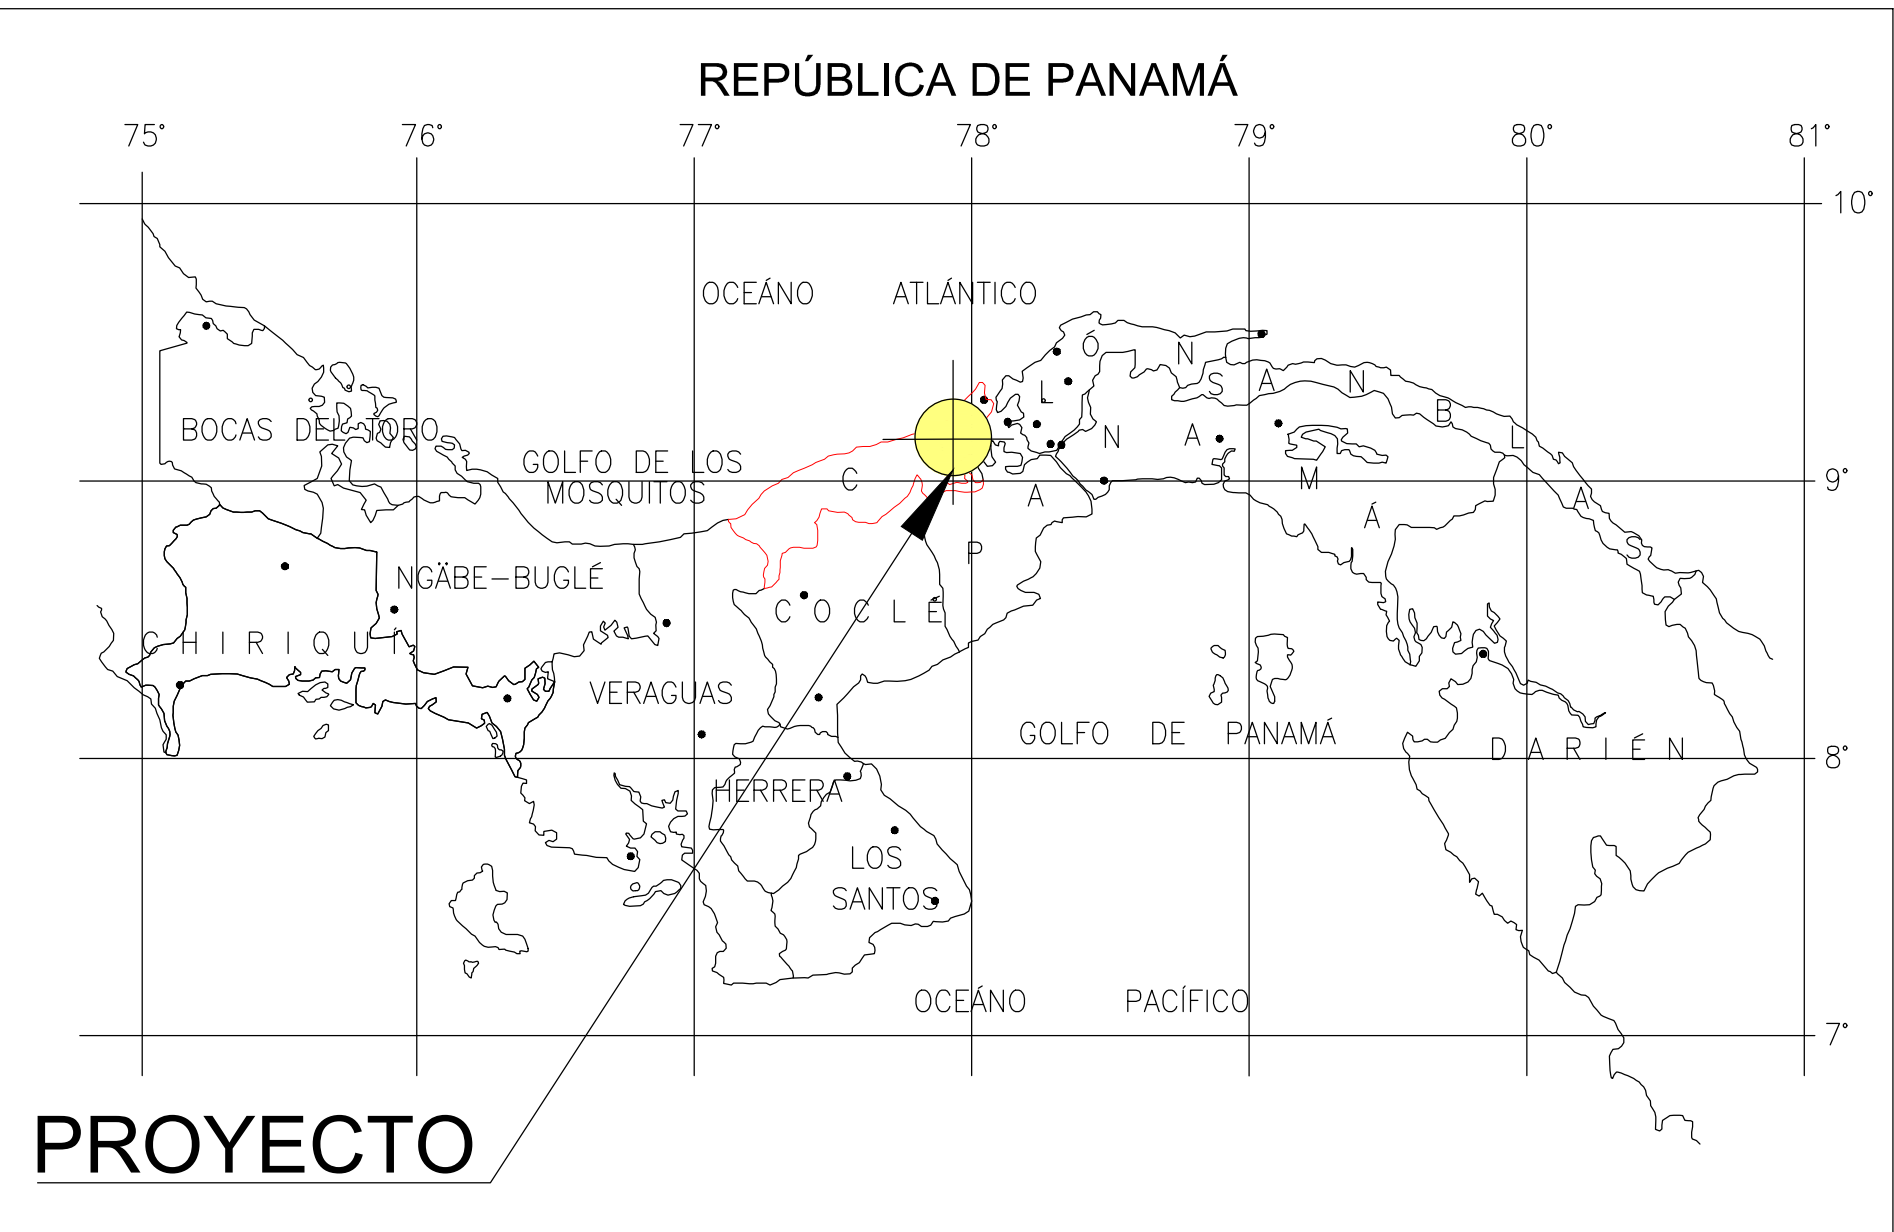 REPÚBLICA DE PANAMÁ
75° 76° 77° 78° 79° 80° 81°
10°
OCEÁNO ATLÁNTICO
BOCAS DEL TORO
GOLFO DE LOS
MOSQUITOS
C Ó L Ó N
S A N B L A S
P A N A M Á
9°
NGÄBE-BUGLÉ
C O C L É
C H I R I Q U Í
VERAGUAS
GOLFO DE PANAMÁ
D A R I É N
8°
HERRERA
LOS
SANTOS
OCEÁNO PACÍFICO
7°
PROYECTO